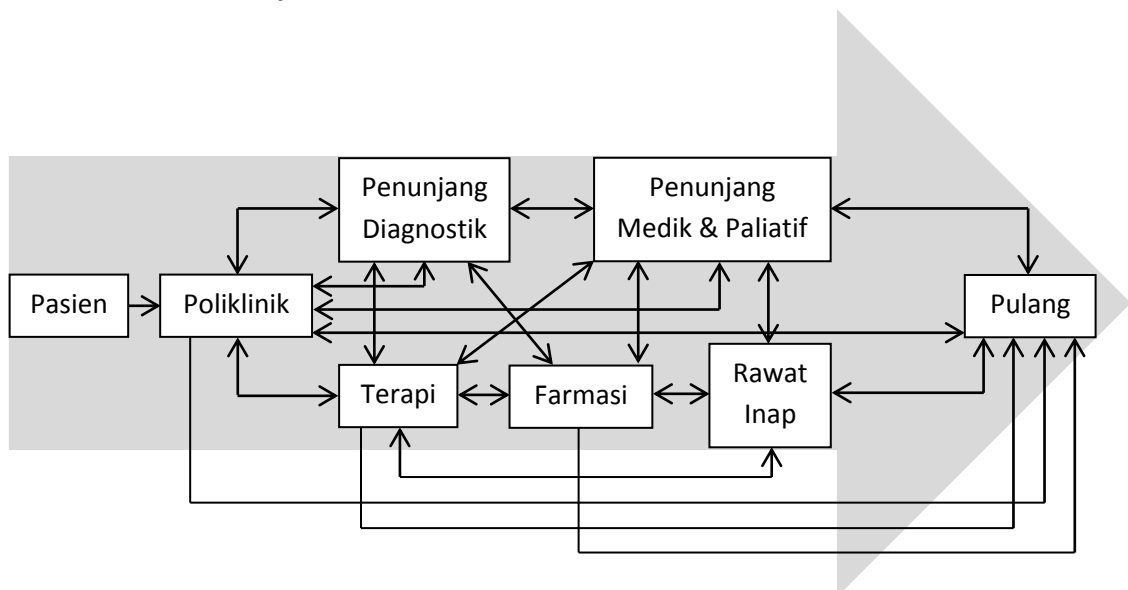 Penunjang
Diagnostik
Penunjang
Medik & Paliatif
Pasien
Poliklinik
Pulang
Terapi
Farmasi
Rawat
Inap